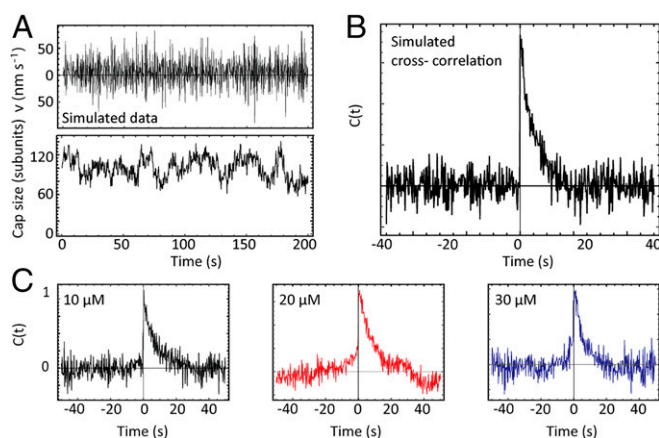 A
50
0
50
v (nm s⁻¹)
Simulated data
120
60
0
Cap size (subunits)
0 50 100 150 200
Time (s)
B
Simulated
cross- correlation
C(t)
-40 -20 0 20 40
Time (s)
C
10 µM
1
0
C(t)
-40 -20 0 20 40
Time (s)
20 µM
-40 -20 0 20 40
Time (s)
30 µM
-40 -20 0 20 40
Time (s)